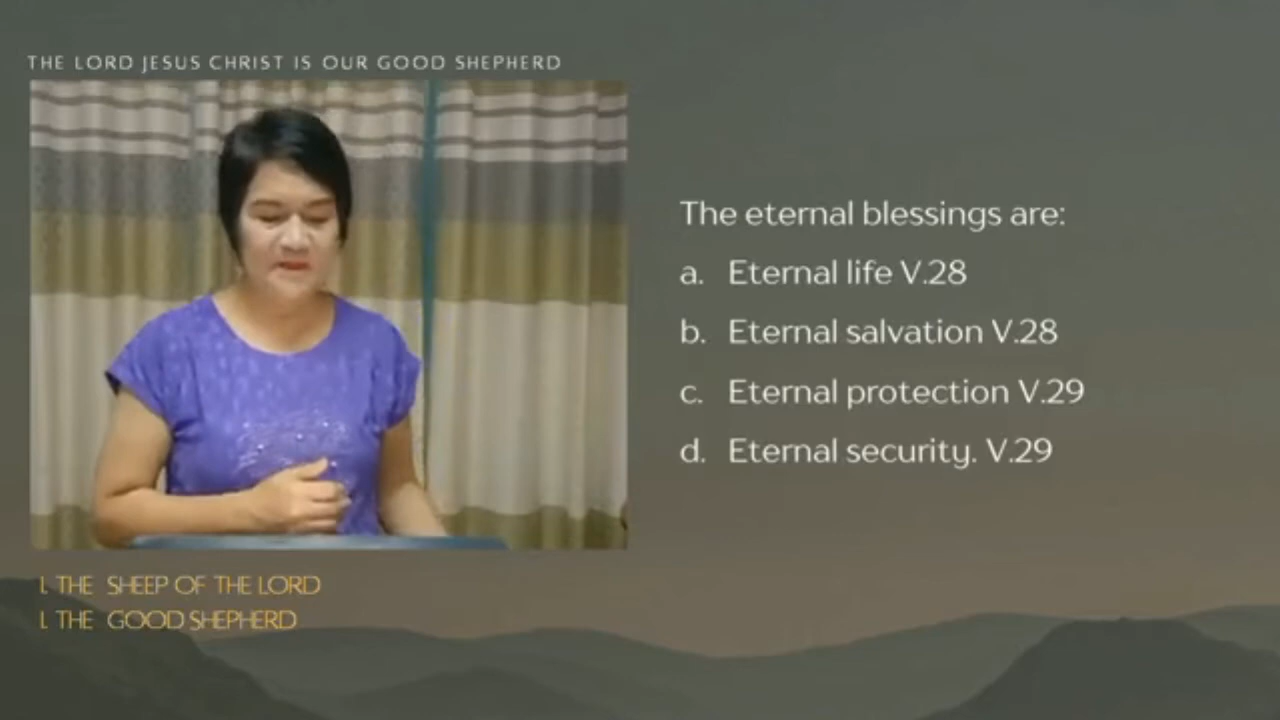 THE LORD JESUS CHRIST IS OUR GOOD SHEPHERD
The eternal blessings are:
a. Eternal life V.28
b. Eternal salvation V.28
c. Eternal protection V.29
d. Eternal security. V.29
I. THE SHEEP OF THE LORD
I. THE GOOD SHEPHERD